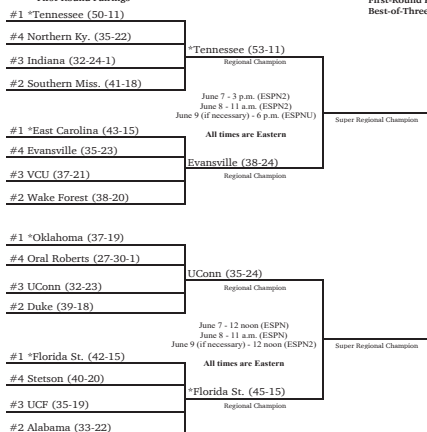 First-Round Pairings
First-Round
Best-of-Three
#1 *Tennessee (50-11)
#4 Northern Ky. (35-22)
*Tennessee (53-11)
Regional Champion
#3 Indiana (32-24-1)
#2 Southern Miss. (41-18)
June 7 - 3 p.m. (ESPN2)
June 8 - 11 a.m. (ESPN2)
June 9 (if necessary) - 6 p.m. (ESPNU)
Super Regional Champion
All times are Eastern
#1 *East Carolina (43-15)
#4 Evansville (35-23)
Evansville (38-24)
Regional Champion
#3 VCU (37-21)
#2 Wake Forest (38-20)
#1 *Oklahoma (37-19)
#4 Oral Roberts (27-30-1)
UConn (35-24)
Regional Champion
#3 UConn (32-23)
#2 Duke (39-18)
June 7 - 12 noon (ESPN)
June 8 - 11 a.m. (ESPN)
June 9 (if necessary) - 12 noon (ESPN2)
Super Regional Champion
All times are Eastern
#1 *Florida St. (42-15)
#4 Stetson (40-20)
*Florida St. (45-15)
Regional Champion
#3 UCF (35-19)
#2 Alabama (33-22)